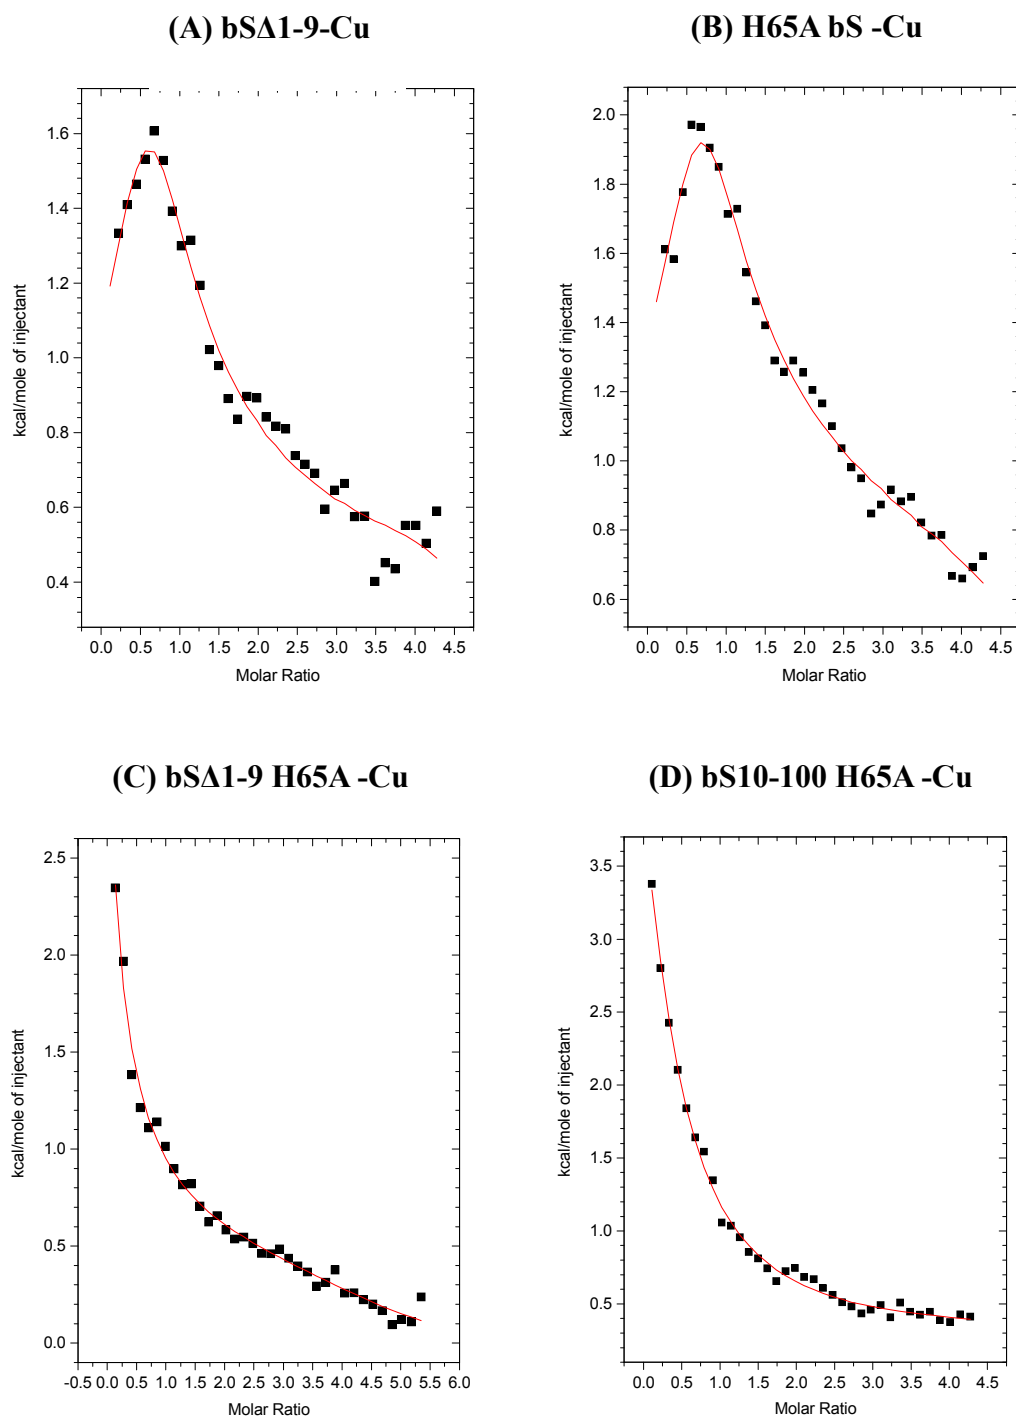 (A) bSΔ1-9-Cu
(B) H65A bS -Cu
1.6
1.4
1.2
1.0
0.8
0.6
0.4
kcal/mole of injectant
0.0 0.5 1.0 1.5 2.0 2.5 3.0 3.5 4.0 4.5
Molar Ratio
2.0
1.8
1.6
1.4
1.2
1.0
0.8
0.6
kcal/mole of injectant
0.0 0.5 1.0 1.5 2.0 2.5 3.0 3.5 4.0 4.5
Molar Ratio
(C) bSΔ1-9 H65A -Cu
(D) bS10-100 H65A -Cu
2.5
2.0
1.5
1.0
0.5
0.0
kcal/mole of injectant
-0.5 0.0 0.5 1.0 1.5 2.0 2.5 3.0 3.5 4.0 4.5 5.0 5.5 6.0
Molar Ratio
3.5
3.0
2.5
2.0
1.5
1.0
0.5
kcal/mole of injectant
0.0 0.5 1.0 1.5 2.0 2.5 3.0 3.5 4.0 4.5
Molar Ratio